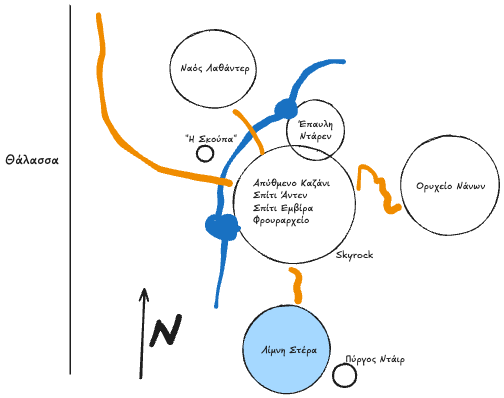 Ναός Λαθάντερ
Έπαυλη
Ντάρεν
"Η Σκούπα"
Θάλασσα
Απύθμενο Καζάνι
Σπίτι Άντεν
Σπίτι Εμβίρα
Φρουραρχείο
Ορυχείο Νάνων
Skyrock
N
Λίμνη Στέρα
Πύργος Ντάιρ